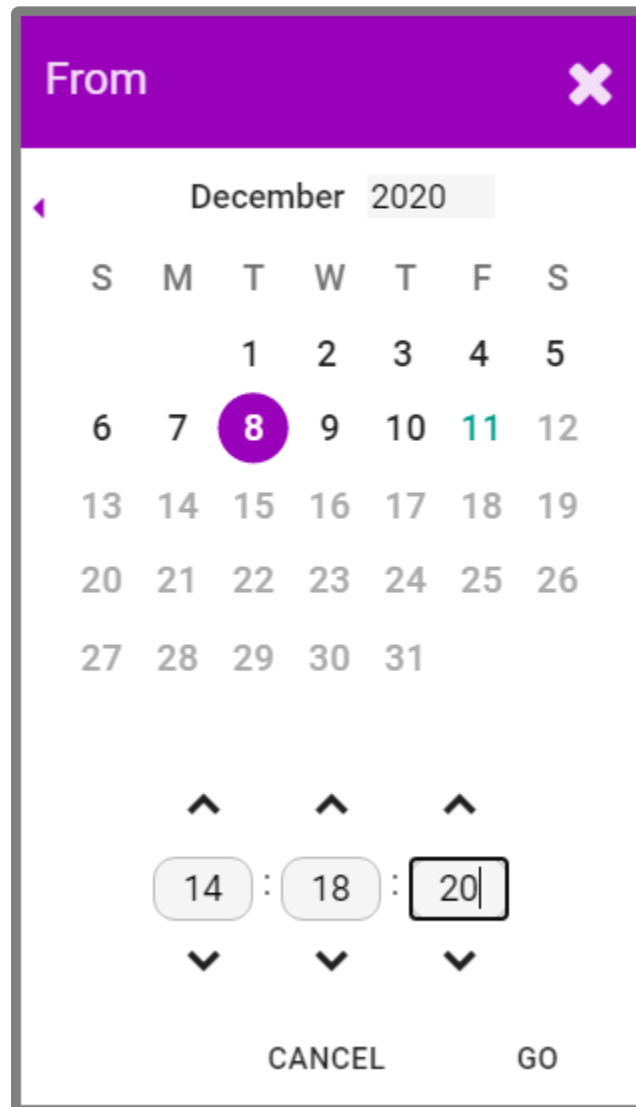 From
December 2020
S M T W T F S
1 2 3 4 5
6 7 8 9 10 11 12
13 14 15 16 17 18 19
20 21 22 23 24 25 26
27 28 29 30 31
14 : 18 : 20
CANCEL GO